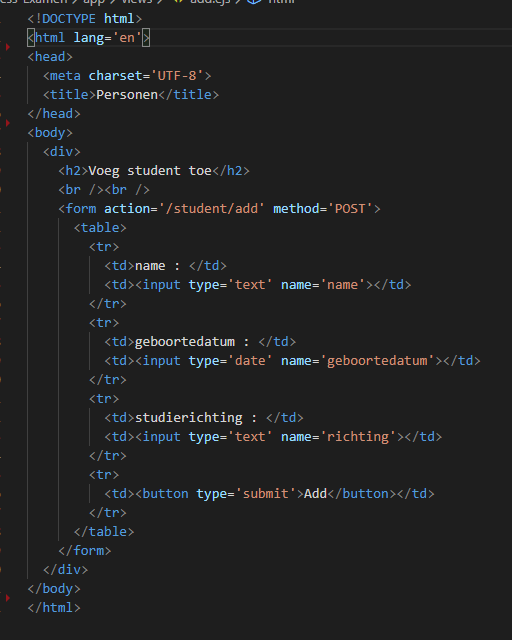 app > views > add.ejs > html
<!DOCTYPE html>
<html lang='en'>
<head>
<meta charset='UTF-8'>
<title>Personen</title>
</head>
<body>
<div>
<h2>Voeg student toe</h2>
<br /><br />
<form action='/student/add' method='POST'>
<table>
<tr>
<td>name : </td>
<td><input type='text' name='name'></td>
</tr>
<tr>
<td>geboortedatum : </td>
<td><input type='date' name='geboortedatum'></td>
</tr>
<tr>
<td>studierichting : </td>
<td><input type='text' name='richting'></td>
</tr>
<tr>
<td><button type='submit'>Add</button></td>
</tr>
</table>
</form>
</div>
</body>
</html>